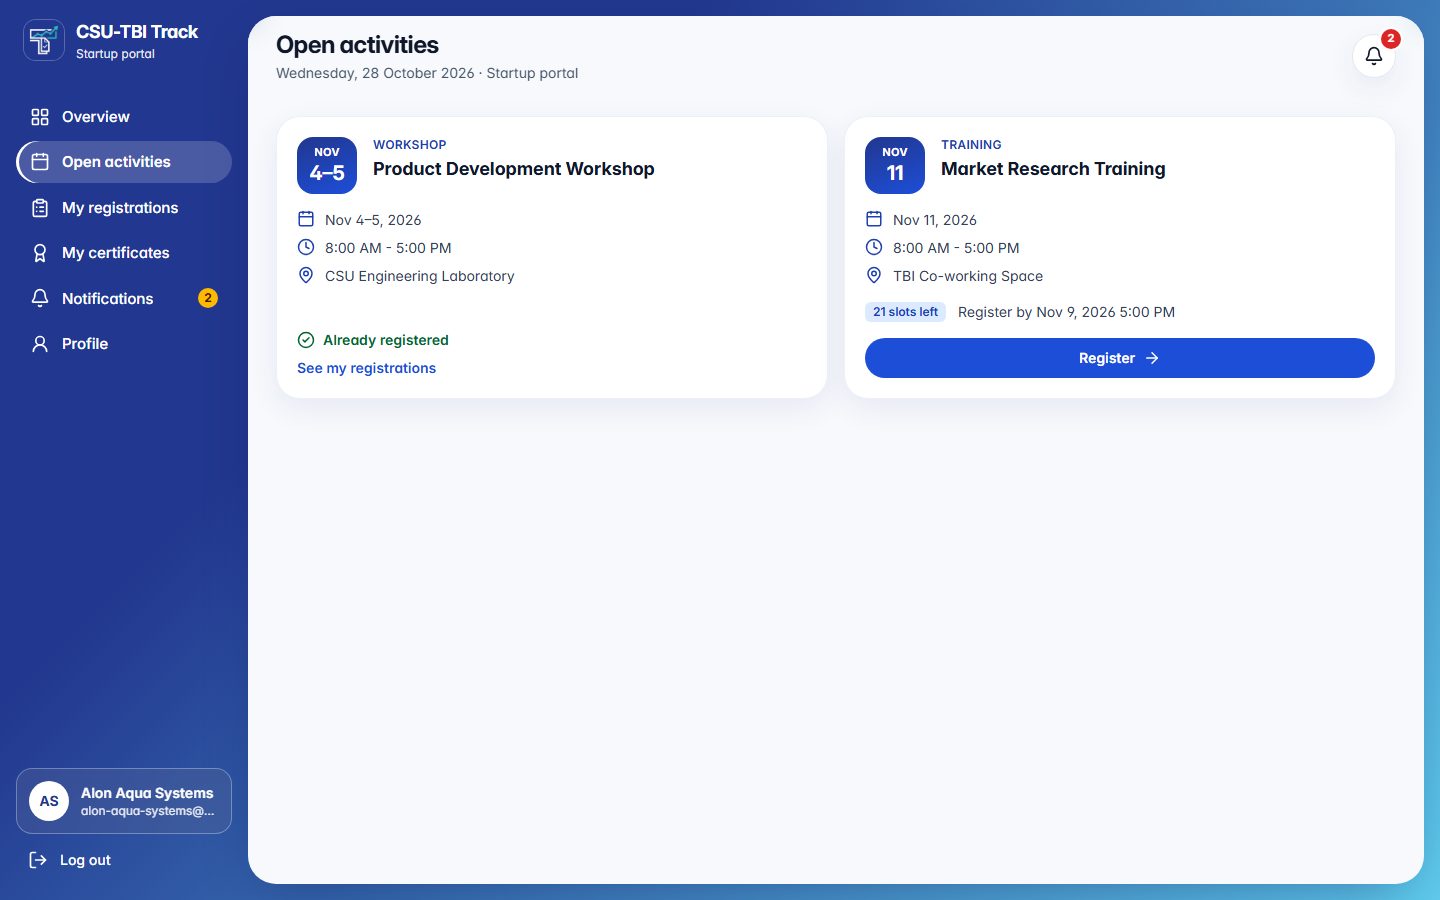 CSU-TBI Track
Startup portal
Overview
Open activities
My registrations
My certificates
Notifications
2
Profile
Alon Aqua Systems
AS
alon-aqua-systems@...
Log out
Open activities
Wednesday, 28 October 2026 · Startup portal
2
NOV
4–5
WORKSHOP
Product Development Workshop
Nov 4–5, 2026
8:00 AM - 5:00 PM
CSU Engineering Laboratory
Already registered
See my registrations
NOV
11
TRAINING
Market Research Training
Nov 11, 2026
8:00 AM - 5:00 PM
TBI Co-working Space
21 slots left
Register by Nov 9, 2026 5:00 PM
Register